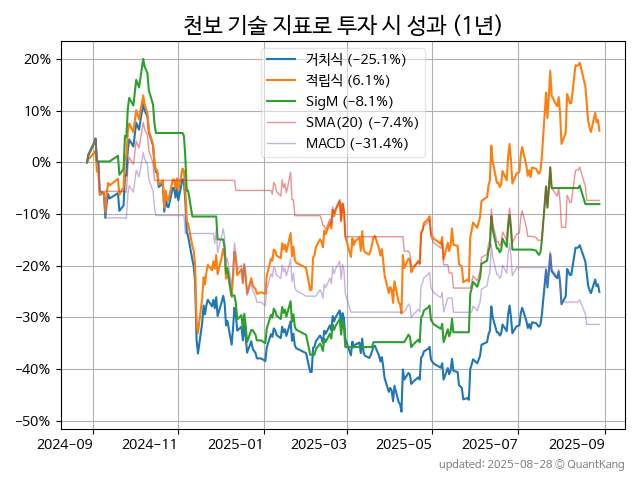 천보 기술 지표로 투자 시 성과 (1년)
거치식 (−25.1%)
적립식 (6.1%)
SigM (−8.1%)
SMA(20) (−7.4%)
MACD (−31.4%)
20%
10%
0%
−10%
−20%
−30%
−40%
−50%
2024-09 2024-11 2025-01 2025-03 2025-05 2025-07 2025-09
updated: 2025-08-28 © QuantKang